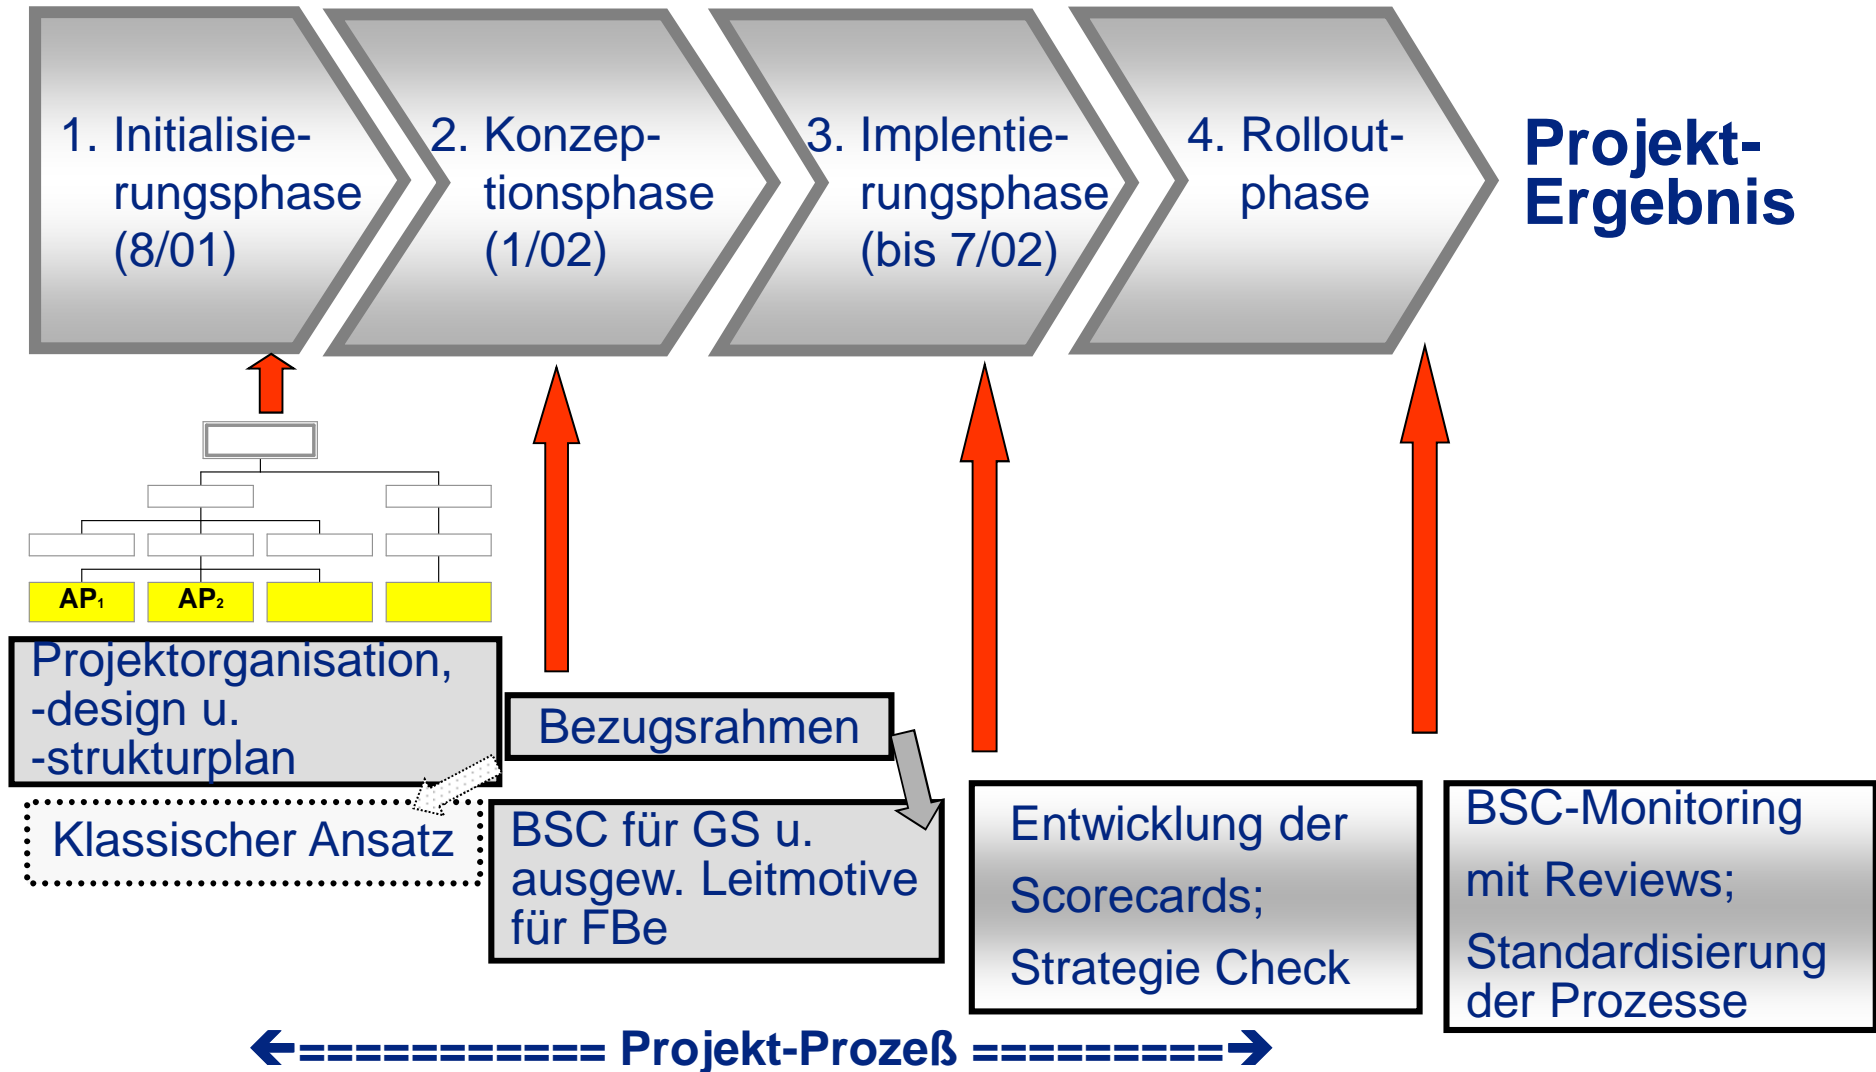 1. Initialisie-
rungsphase
(8/01)
2. Konzep-
tionsphase
(1/02)
3. Implentie-
rungsphase
(bis 7/02)
4. Rollout-
phase
Projekt-
Ergebnis
AP₁
AP₂
Projektorganisation,
-design u.
-strukturplan
Klassischer Ansatz
Bezugsrahmen
BSC für GS u.
ausgew. Leitmotive
für FBe
Entwicklung der
Scorecards;
Strategie Check
BSC-Monitoring
mit Reviews;
Standardisierung
der Prozesse
🡨=========== Projekt-Prozeß =========🡪